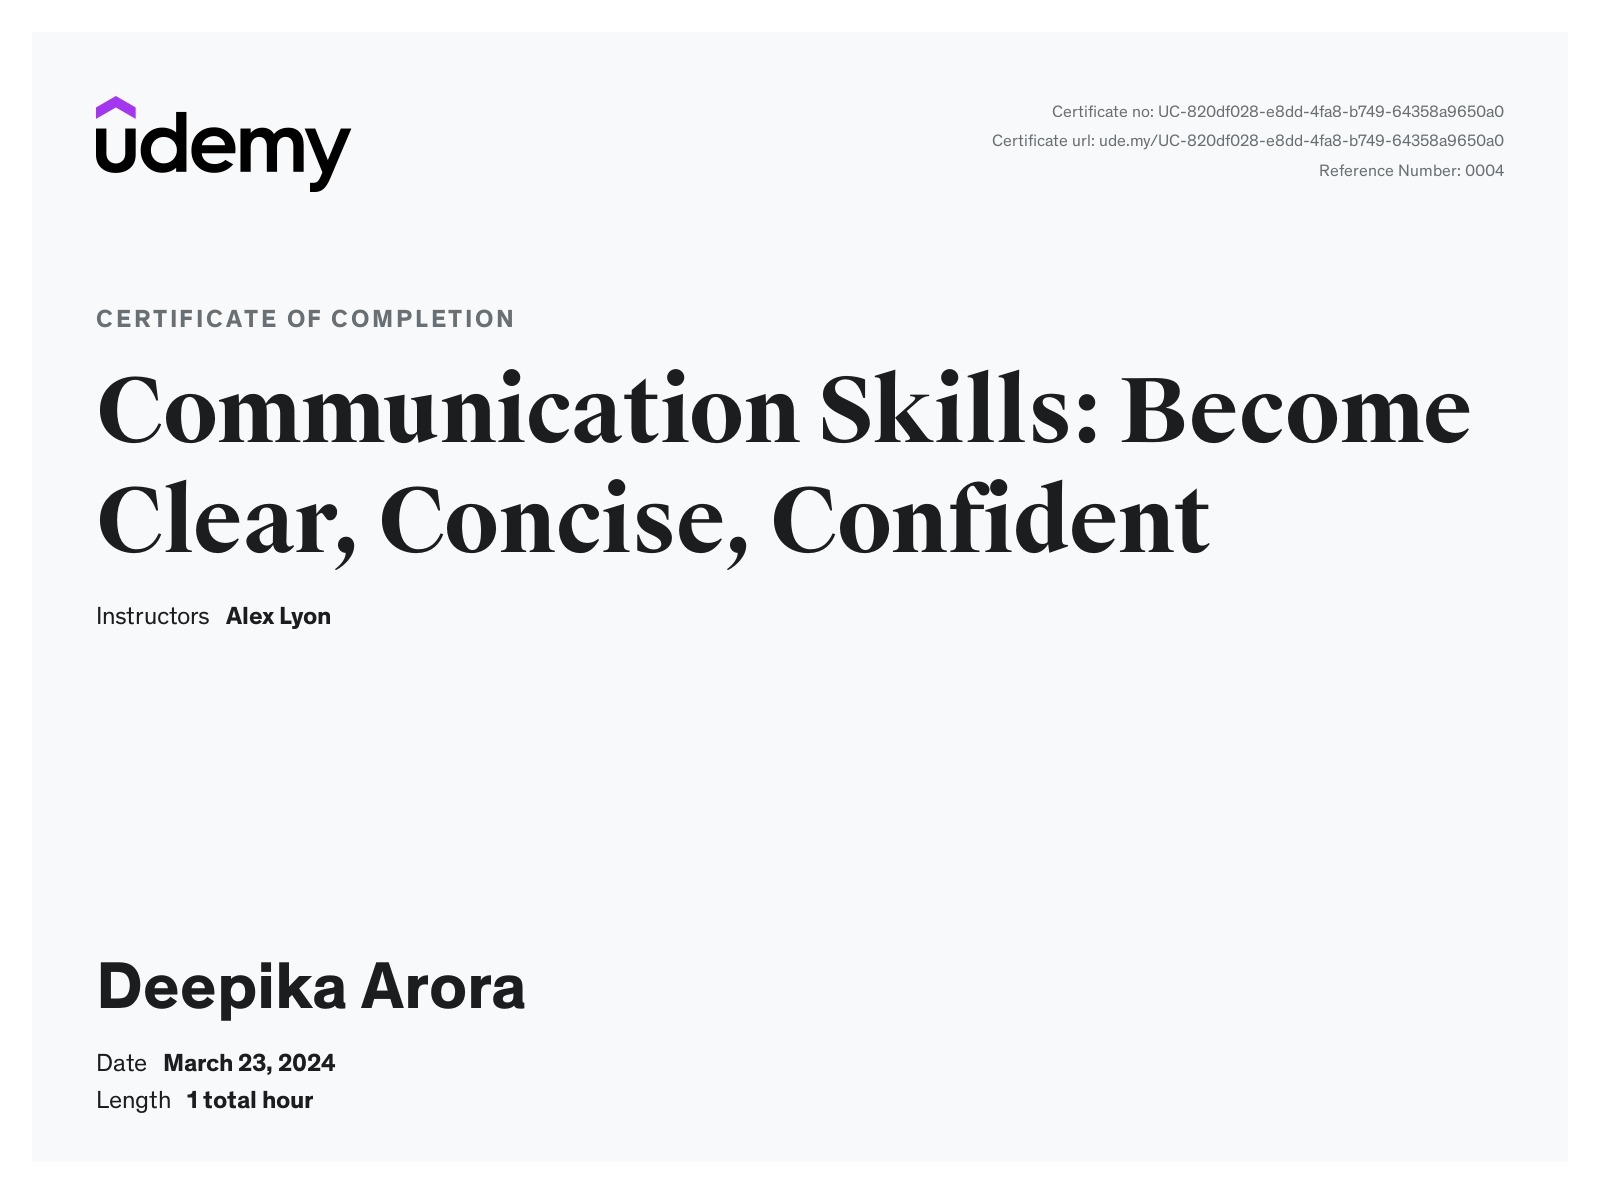 udemy
Certificate no: UC-820df028-e8dd-4fa8-b749-64358a9650a0
Certificate url: ude.my/UC-820df028-e8dd-4fa8-b749-64358a9650a0
Reference Number: 0004
CERTIFICATE OF COMPLETION
Communication Skills: Become
Clear, Concise, Confident
Instructors Alex Lyon
Deepika Arora
Date March 23, 2024
Length 1 total hour